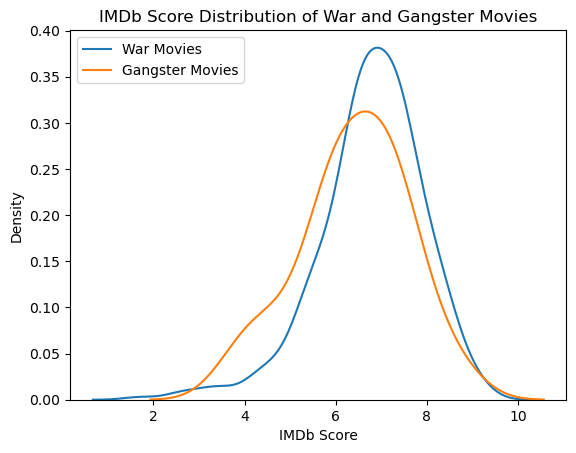 IMDb Score Distribution of War and Gangster Movies
War Movies
Gangster Movies
0.40
0.35
0.30
0.25
0.20
0.15
0.10
0.05
0.00
Density
2 4 6 8 10
IMDb Score